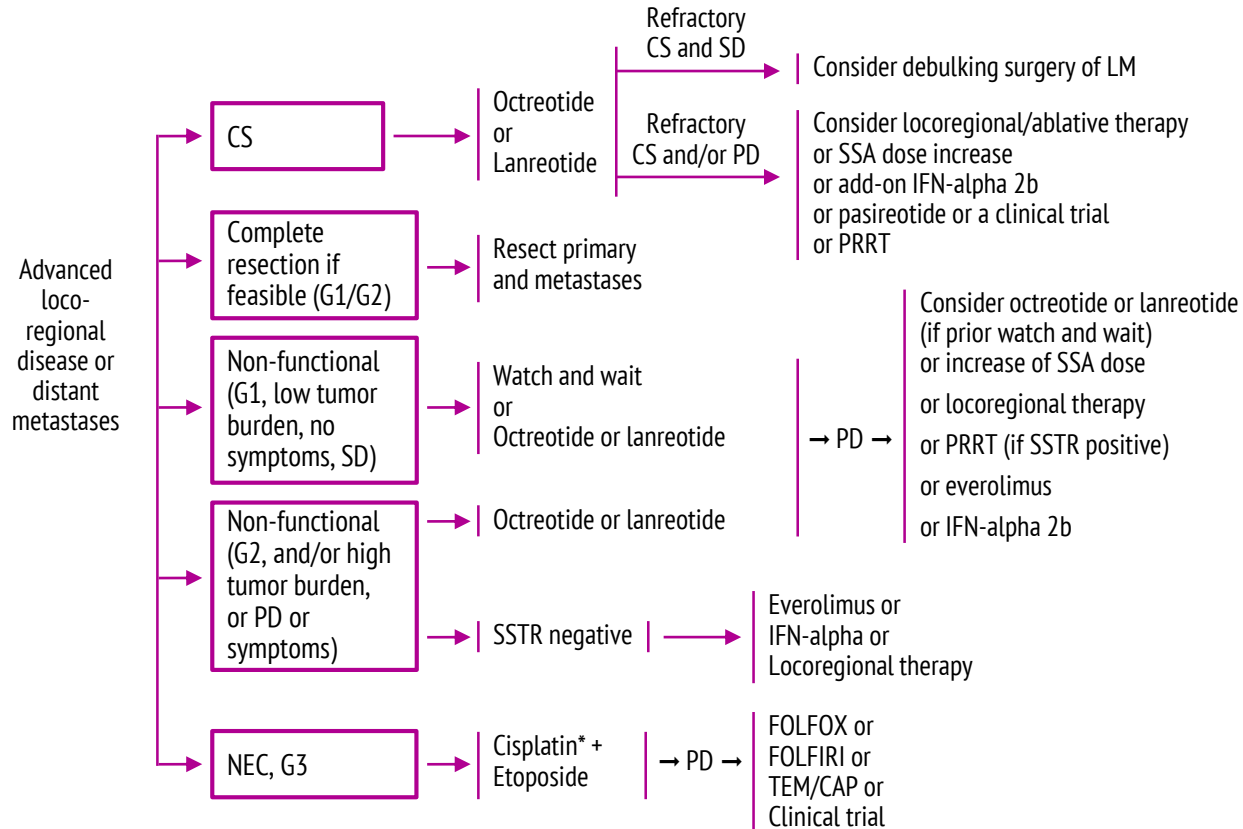 Advanced
loco-
regional
disease or
distant
metastases
CS
Octreotide
or
Lanreotide
Refractory
CS and SD
Consider debulking surgery of LM
Refractory
CS and/or PD
Consider locoregional/ablative therapy
or SSA dose increase
or add-on IFN-alpha 2b
or pasireotide or a clinical trial
or PRRT
Complete
resection if
feasible (G1/G2)
Resect primary
and metastases
Non-functional
(G1, low tumor
burden, no
symptoms, SD)
Watch and wait
or
Octreotide or lanreotide
Non-functional
(G2, and/or high
tumor burden,
or PD or
symptoms)
Octreotide or lanreotide
→ PD →
Consider octreotide or lanreotide
(if prior watch and wait)
or increase of SSA dose
or locoregional therapy
or PRRT (if SSTR positive)
or everolimus
or IFN-alpha 2b
SSTR negative
Everolimus or
IFN-alpha or
Locoregional therapy
NEC, G3
Cisplatin* +
Etoposide
→ PD →
FOLFOX or
FOLFIRI or
TEM/CAP or
Clinical trial